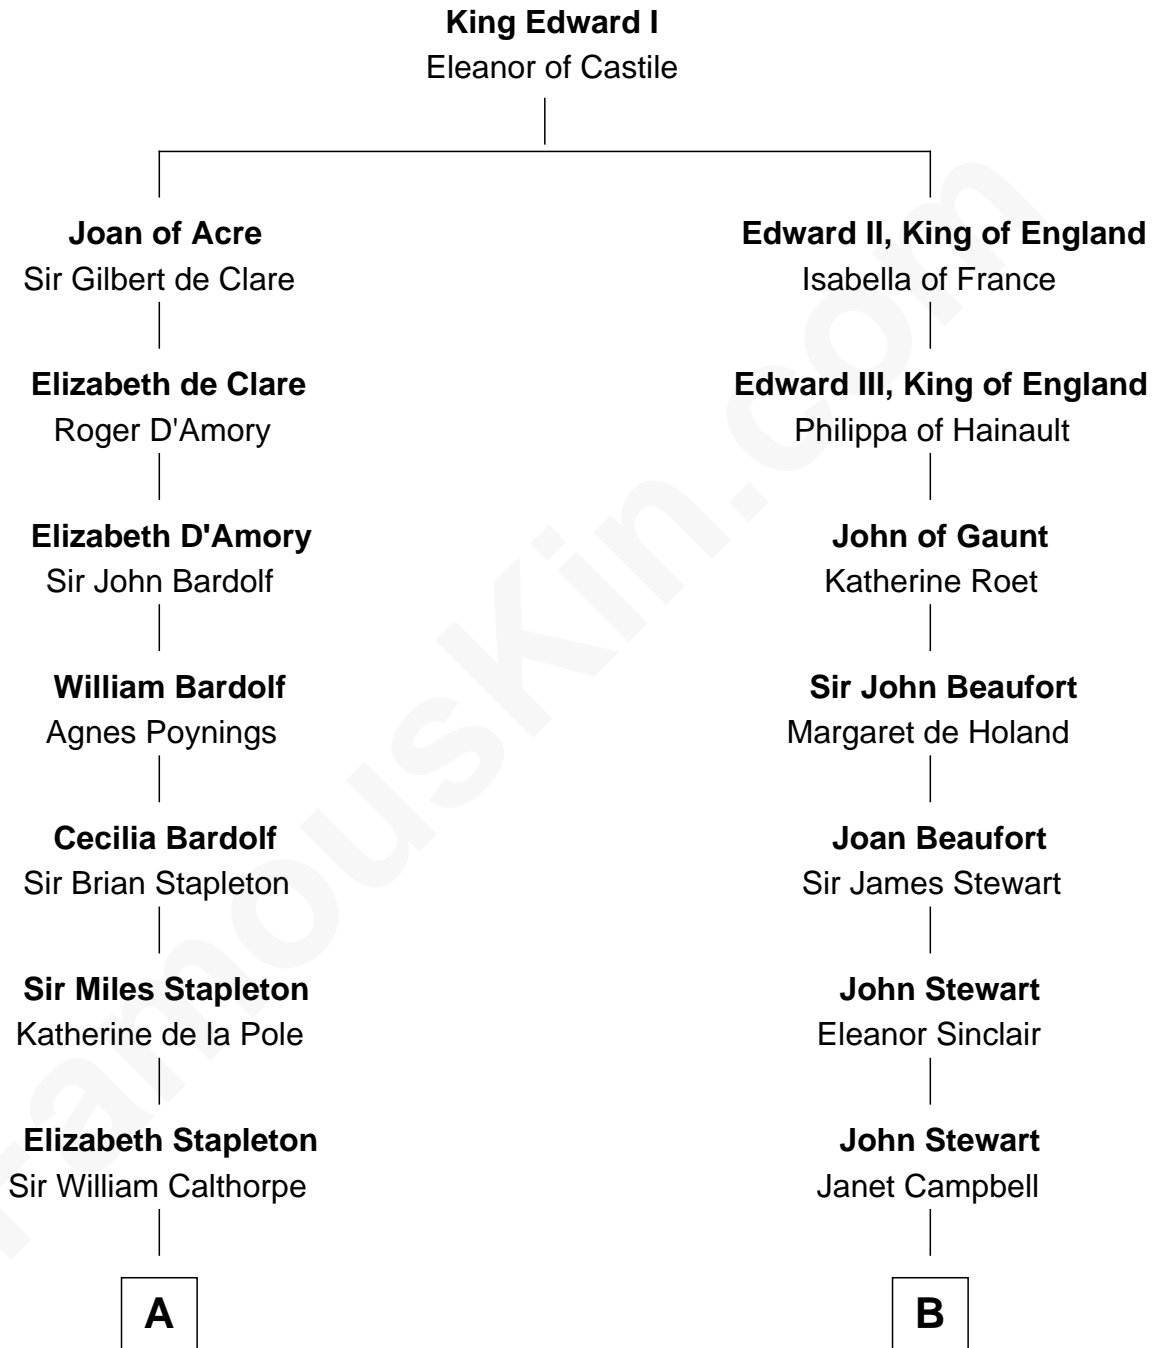 King Edward I
Eleanor of Castile
Joan of Acre
Sir Gilbert de Clare
Edward II, King of England
Isabella of France
Elizabeth de Clare
Roger D'Amory
Edward III, King of England
Philippa of Hainault
Elizabeth D'Amory
Sir John Bardolf
John of Gaunt
Katherine Roet
William Bardolf
Agnes Poynings
Sir John Beaufort
Margaret de Holand
Cecilia Bardolf
Sir Brian Stapleton
Joan Beaufort
Sir James Stewart
Sir Miles Stapleton
Katherine de la Pole
John Stewart
Eleanor Sinclair
Elizabeth Stapleton
Sir William Calthorpe
John Stewart
Janet Campbell
A
B
FamousKin.com